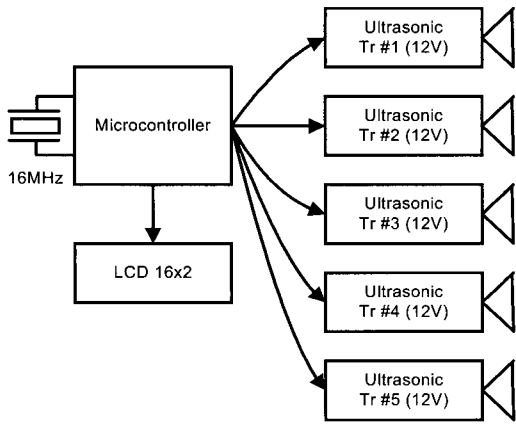 Ultrasonic
Tr #1 (12V)
Microcontroller
Ultrasonic
Tr #2 (12V)
16MHz
Ultrasonic
Tr #3 (12V)
LCD 16x2
Ultrasonic
Tr #4 (12V)
Ultrasonic
Tr #5 (12V)